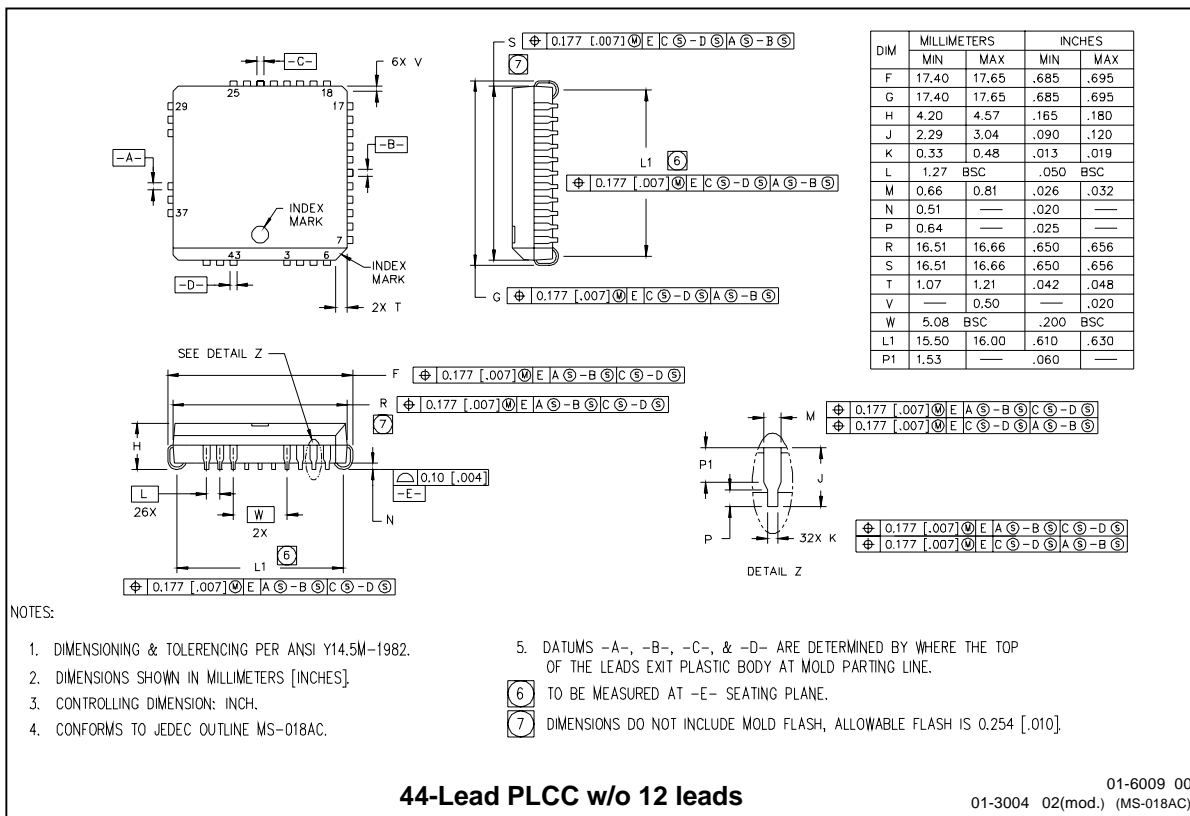 S ⌖ 0.177 [.007]Ⓜ E C Ⓢ-D Ⓢ A Ⓢ-B Ⓢ
7
-C-
6X V
25
18
29
17
-A-
-B-
37
INDEX
MARK
7
43
3
6
-D-
INDEX
MARK
2X T
L1 6
⌖ 0.177 [.007]Ⓜ E C Ⓢ-D Ⓢ A Ⓢ-B Ⓢ
G ⌖ 0.177 [.007]Ⓜ E C Ⓢ-D Ⓢ A Ⓢ-B Ⓢ
DIM MILLIMETERS INCHES
MIN MAX MIN MAX
F 17.40 17.65 .685 .695
G 17.40 17.65 .685 .695
H 4.20 4.57 .165 .180
J 2.29 3.04 .090 .120
K 0.33 0.48 .013 .019
L 1.27 BSC .050 BSC
M 0.66 0.81 .026 .032
N 0.51 — .020 —
P 0.64 — .025 —
R 16.51 16.66 .650 .656
S 16.51 16.66 .650 .656
T 1.07 1.21 .042 .048
V — 0.50 — .020
W 5.08 BSC .200 BSC
L1 15.50 16.00 .610 .630
P1 1.53 — .060 —
SEE DETAIL Z
F ⌖ 0.177 [.007]Ⓜ E A Ⓢ-B Ⓢ C Ⓢ-D Ⓢ
R ⌖ 0.177 [.007]Ⓜ E A Ⓢ-B Ⓢ C Ⓢ-D Ⓢ
7
H
⌓ 0.10 [.004]
-E-
L
26X
W
2X
N
L1 6
⌖ 0.177 [.007]Ⓜ E A Ⓢ-B Ⓢ C Ⓢ-D Ⓢ
M ⌖ 0.177 [.007]Ⓜ E A Ⓢ-B Ⓢ C Ⓢ-D Ⓢ
⌖ 0.177 [.007]Ⓜ E C Ⓢ-D Ⓢ A Ⓢ-B Ⓢ
P1
J
P
32X K
⌖ 0.177 [.007]Ⓜ E A Ⓢ-B Ⓢ C Ⓢ-D Ⓢ
⌖ 0.177 [.007]Ⓜ E C Ⓢ-D Ⓢ A Ⓢ-B Ⓢ
DETAIL Z
NOTES:
1. DIMENSIONING & TOLERENCING PER ANSI Y14.5M-1982.
2. DIMENSIONS SHOWN IN MILLIMETERS [INCHES].
3. CONTROLLING DIMENSION: INCH.
4. CONFORMS TO JEDEC OUTLINE MS-018AC.
5. DATUMS -A-, -B-, -C-, & -D- ARE DETERMINED BY WHERE THE TOP
OF THE LEADS EXIT PLASTIC BODY AT MOLD PARTING LINE.
6 TO BE MEASURED AT -E- SEATING PLANE.
7 DIMENSIONS DO NOT INCLUDE MOLD FLASH, ALLOWABLE FLASH IS 0.254 [.010].
44-Lead PLCC w/o 12 leads
01-6009 00
01-3004 02(mod.) (MS-018AC)